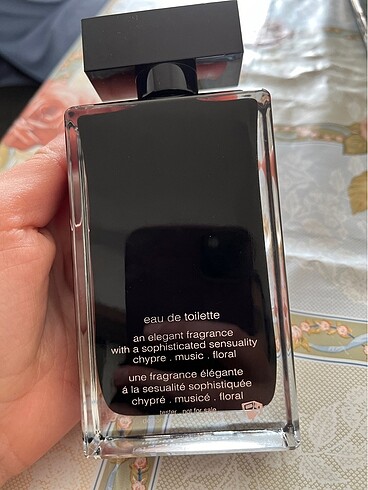 eau de toilette
an elegant fragrance
with a sophisticated sensuality
chypre . music . floral
une fragrance élégante
á la sesualité sophistiquée
chypré . musicé . floral
tester . not for sale